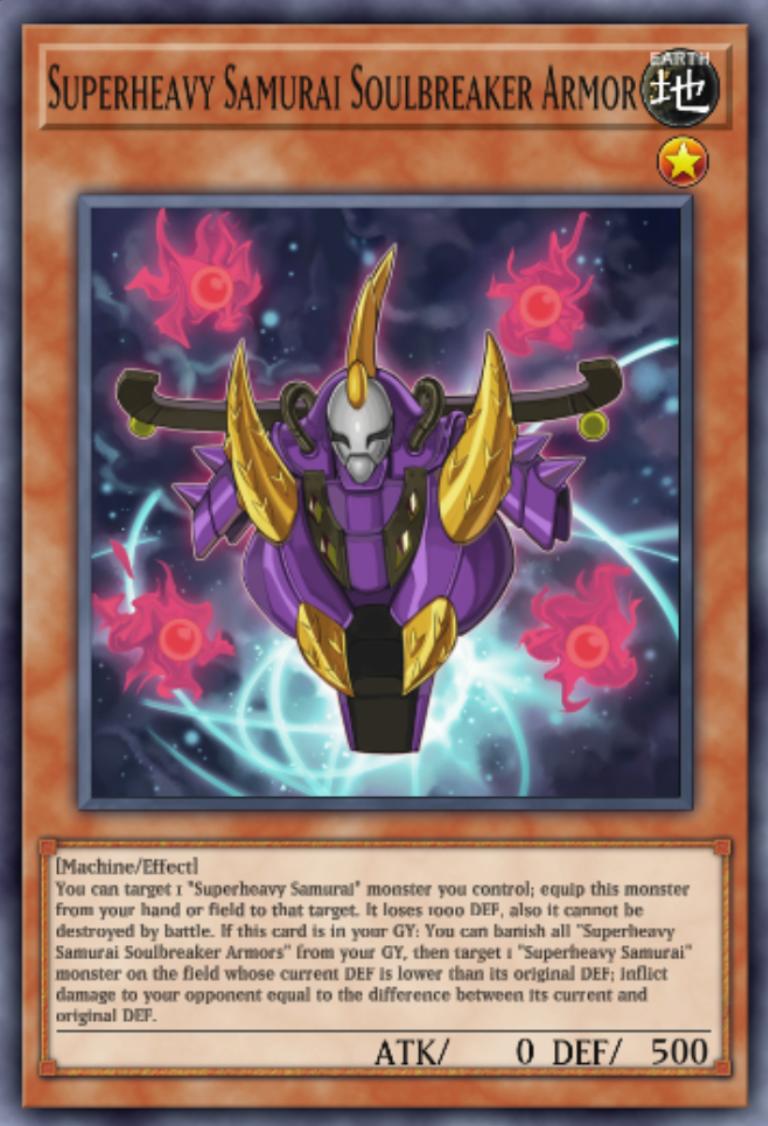 SUPERHEAVY SAMURAI SOULBREAKER ARMOR
EARTH
地
[Machine/Effect]
You can target 1 "Superheavy Samurai" monster you control; equip this monster
from your hand or field to that target. It loses 1000 DEF, also it cannot be
destroyed by battle. If this card is in your GY: You can banish all "Superheavy
Samurai Soulbreaker Armors" from your GY, then target 1 "Superheavy Samurai"
monster on the field whose current DEF is lower than its original DEF; inflict
damage to your opponent equal to the difference between its current and
original DEF.
ATK/ 0 DEF/ 500